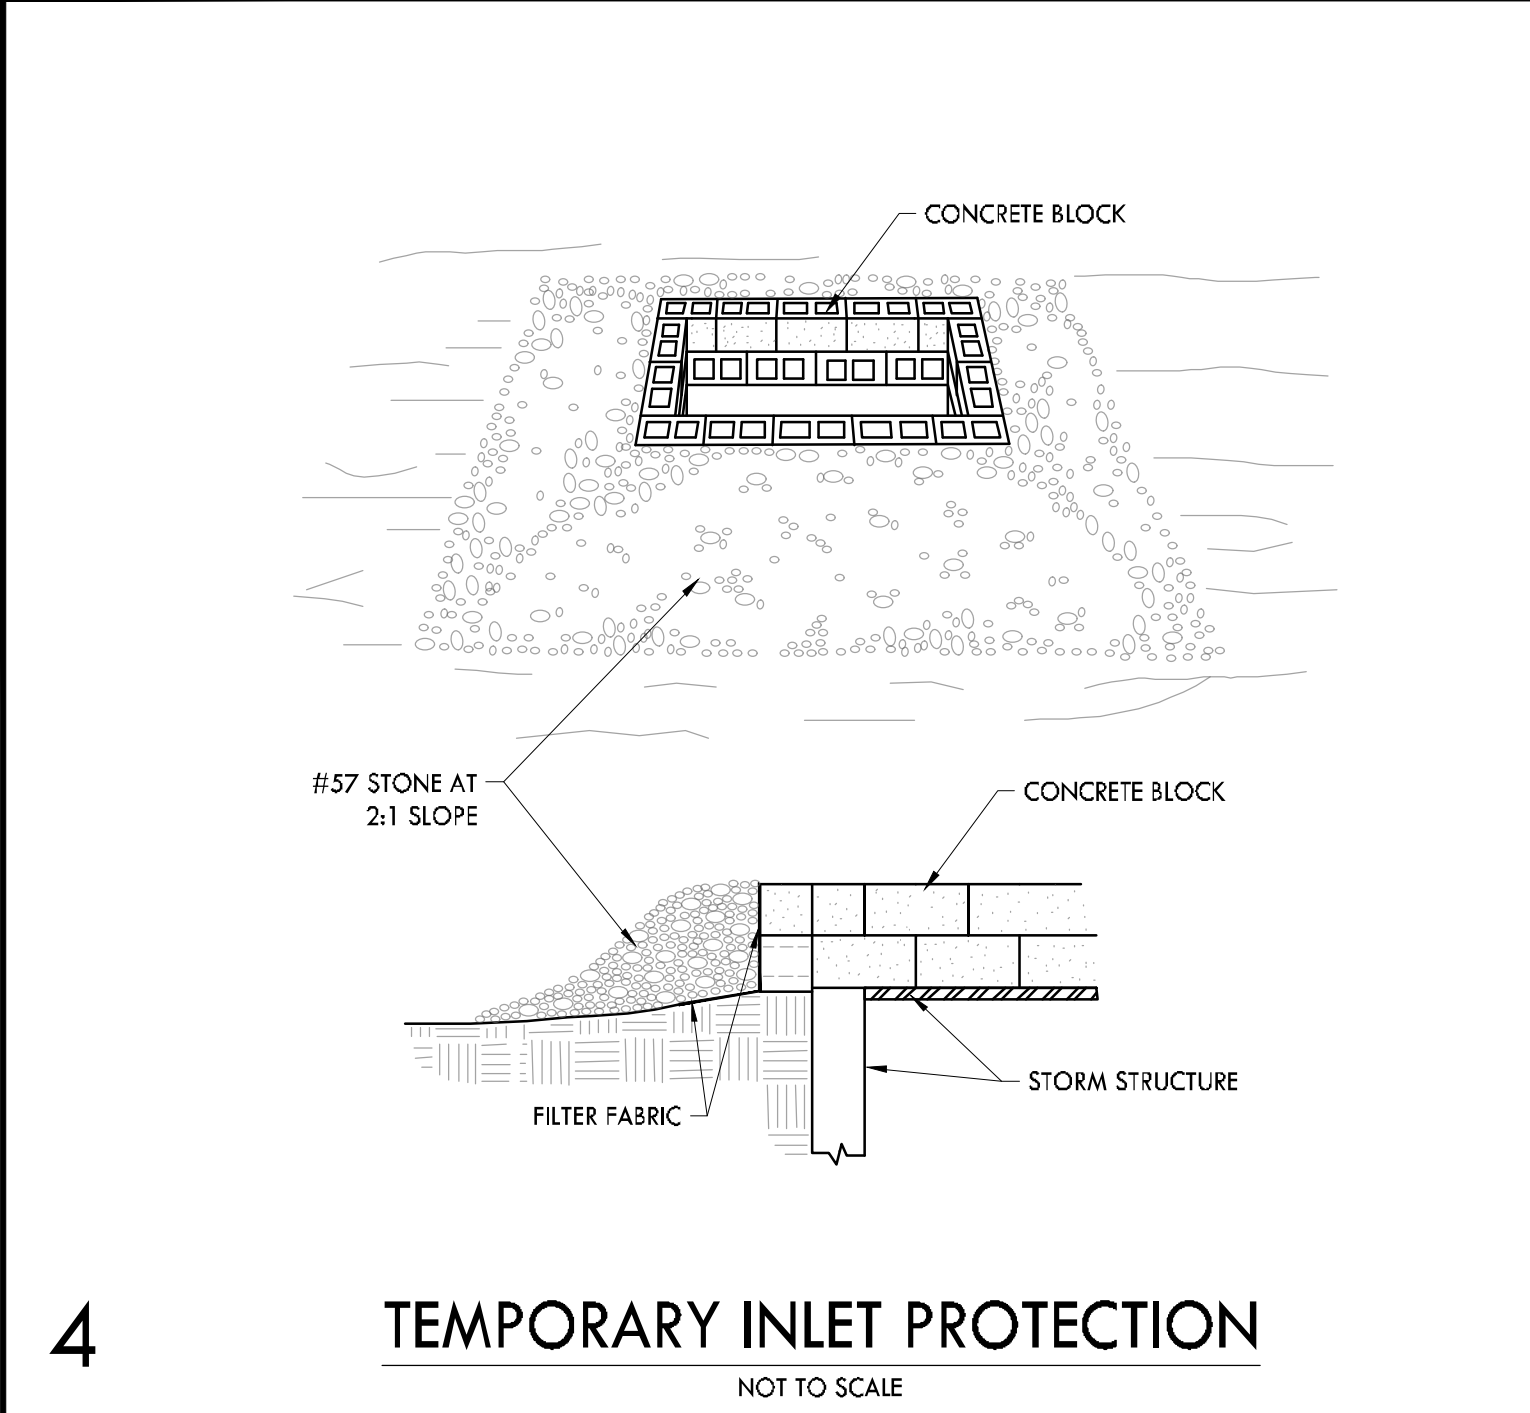 CONCRETE BLOCK
#57 STONE AT
2:1 SLOPE
CONCRETE BLOCK
STORM STRUCTURE
FILTER FABRIC
4
TEMPORARY INLET PROTECTION
NOT TO SCALE